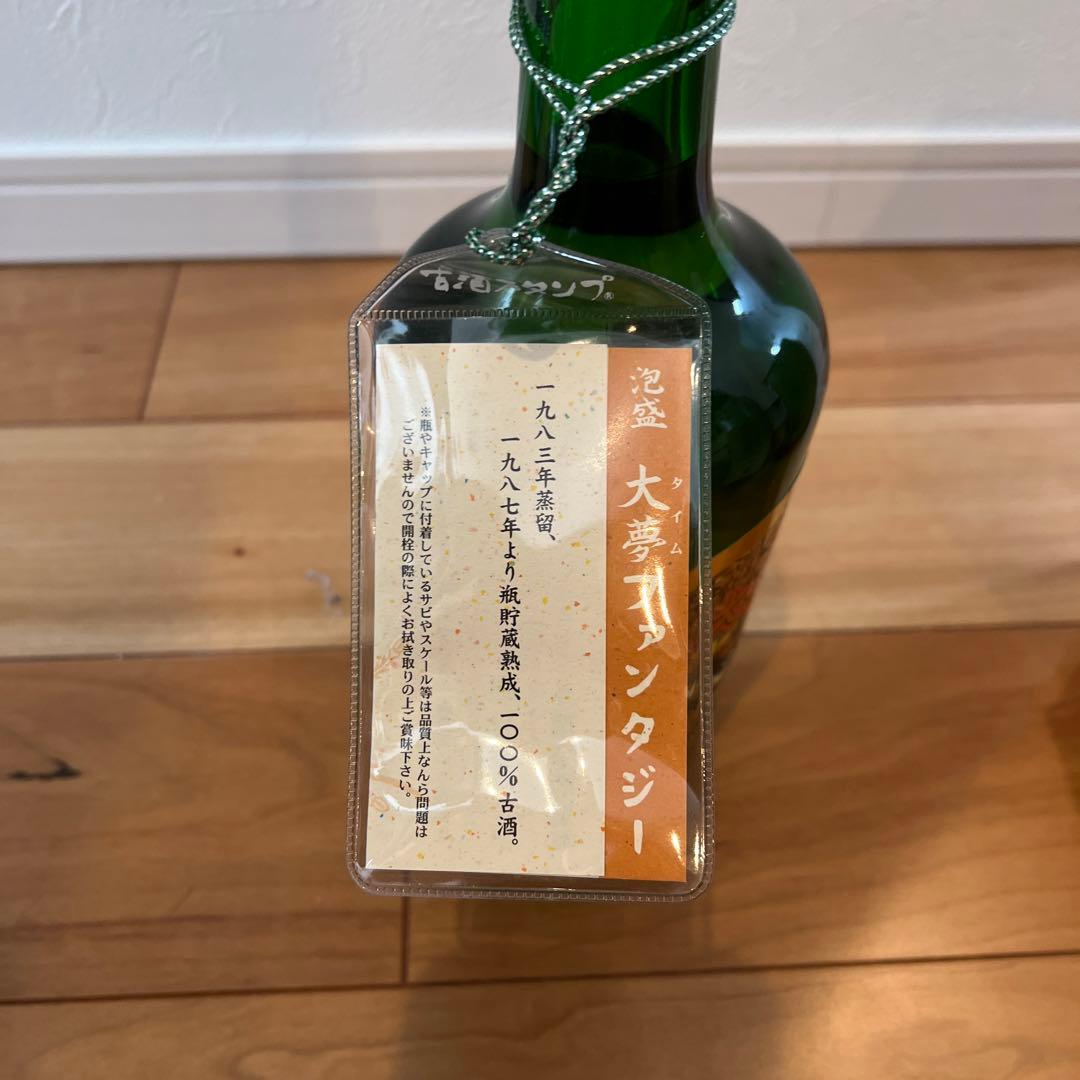 古酒スタンプ®
泡盛 大夢ファンタジー
タイム
一九八三年蒸留、
一九八七年より瓶貯蔵熟成、一〇〇%古酒。
※瓶やキャップに付着しているサビやスケール等は品質上なんら問題は
ございませんので開栓の際によくお拭き取りの上ご賞味下さい。